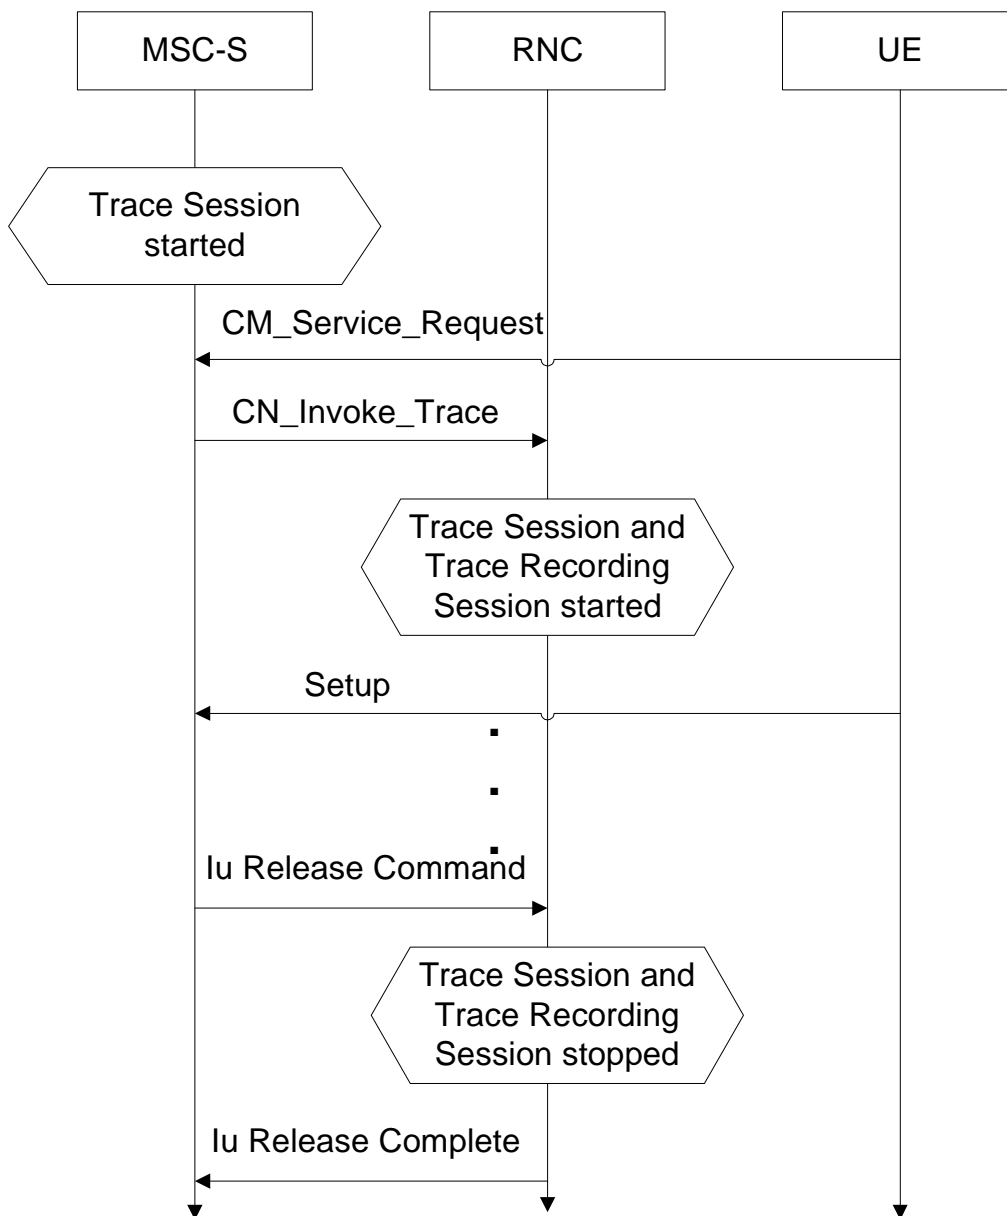 MSC-S
RNC
UE
Trace Session
started
CM_Service_Request
CN_Invoke_Trace
Trace Session and
Trace Recording
Session started
Setup
Iu Release Command
Trace Session and
Trace Recording
Session stopped
Iu Release Complete